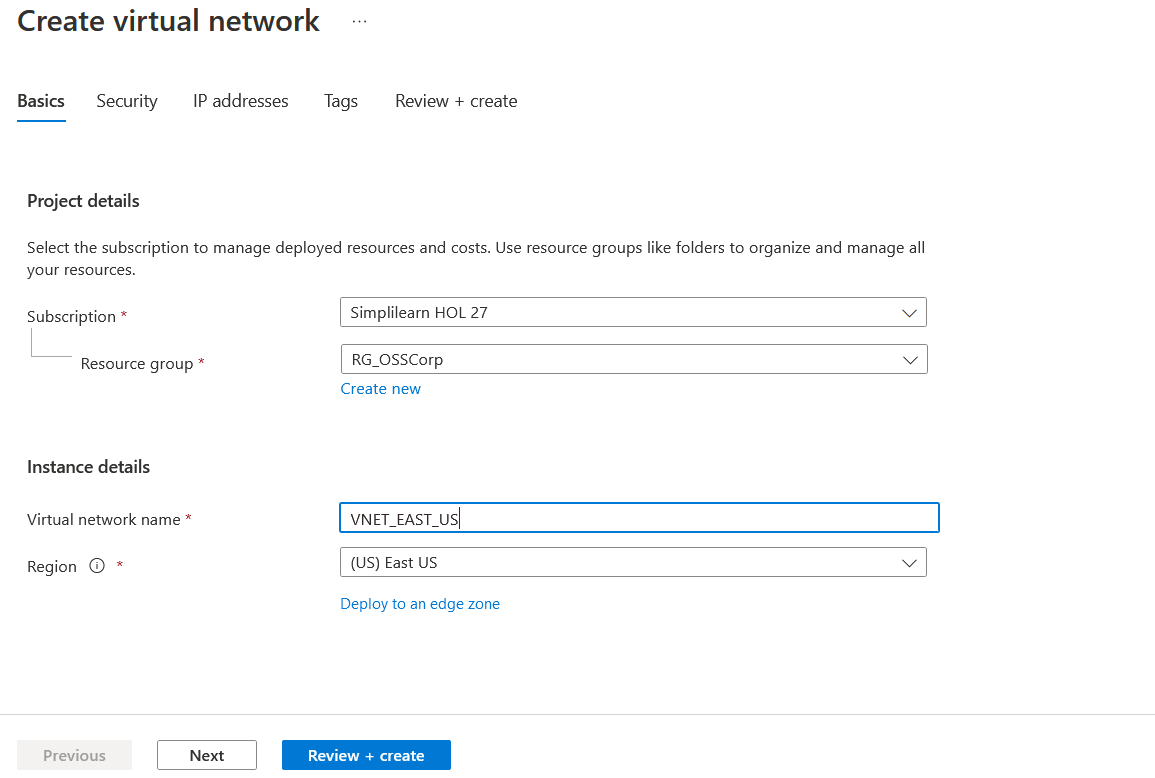 Create virtual network ...
Basics Security IP addresses Tags Review + create
Project details
Select the subscription to manage deployed resources and costs. Use resource groups like folders to organize and manage all
your resources.
Subscription * Simplilearn HOL 27
Resource group * RG_OSSCorp
Create new
Instance details
Virtual network name * VNET_EAST_US
Region * (US) East US
Deploy to an edge zone
Previous Next Review + create